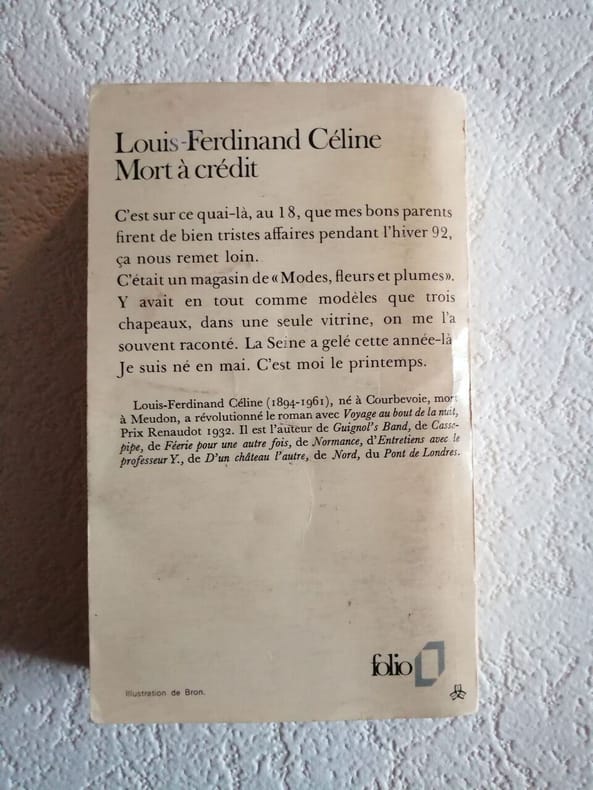 Louis-Ferdinand Céline
Mort à crédit
C'est sur ce quai-là, au 18, que mes bons parents
firent de bien tristes affaires pendant l'hiver 92,
ça nous remet loin.
C'était un magasin de « Modes, fleurs et plumes».
Y avait en tout comme modèles que trois
chapeaux, dans une seule vitrine, on me l'a
souvent raconté. La Seine a gelé cette année-là
Je suis né en mai. C'est moi le printemps.
Louis-Ferdinand Céline (1894-1961), né à Courbevoie, mort
à Meudon, a révolutionné le roman avec Voyage au bout de la nuit,
Prix Renaudot 1932. Il est l'auteur de Guignol's Band, de Casse-
pipe, de Féerie pour une autre fois, de Normance, d'Entretiens avec le
professeur Y., de D'un château l'autre, de Nord, du Pont de Londres.
folio
Illustration de Bron.